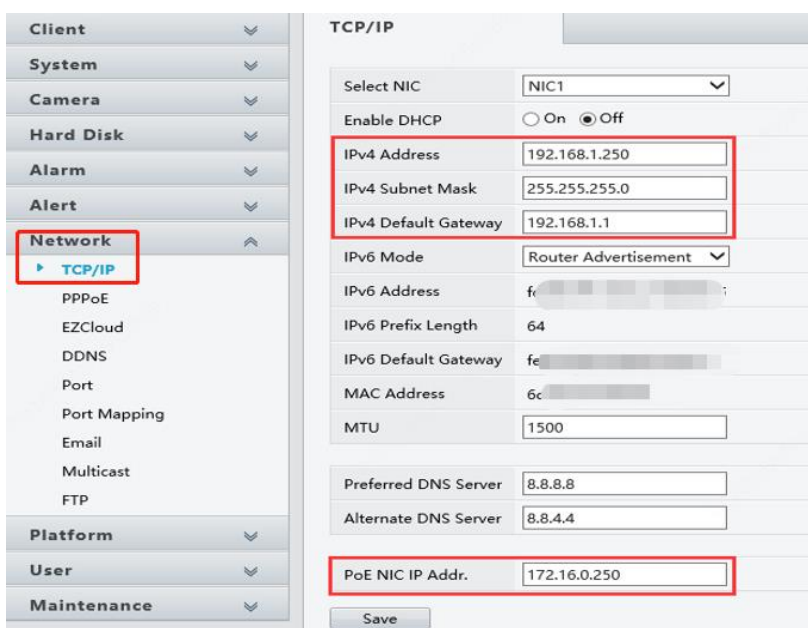 Client
System
Camera
Hard Disk
Alarm
Alert
Network
TCP/IP
PPPoE
EZCloud
DDNS
Port
Port Mapping
Email
Multicast
FTP
Platform
User
Maintenance
TCP/IP
Select NIC NIC1
Enable DHCP On Off
IPv4 Address 192.168.1.250
IPv4 Subnet Mask 255.255.255.0
IPv4 Default Gateway 192.168.1.1
IPv6 Mode Router Advertisement
IPv6 Address
IPv6 Prefix Length 64
IPv6 Default Gateway
MAC Address
MTU 1500
Preferred DNS Server 8.8.8.8
Alternate DNS Server 8.8.4.4
PoE NIC IP Addr. 172.16.0.250
Save